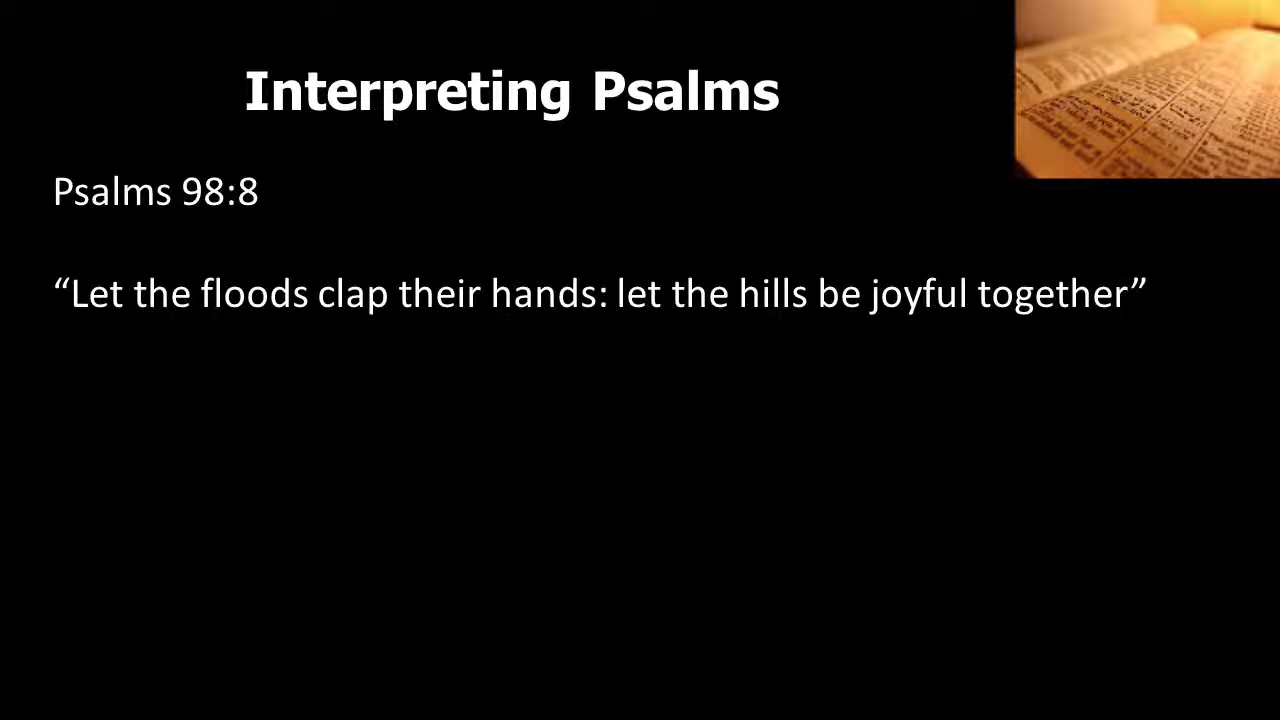 Interpreting Psalms
Psalms 98:8
“Let the floods clap their hands: let the hills be joyful together”